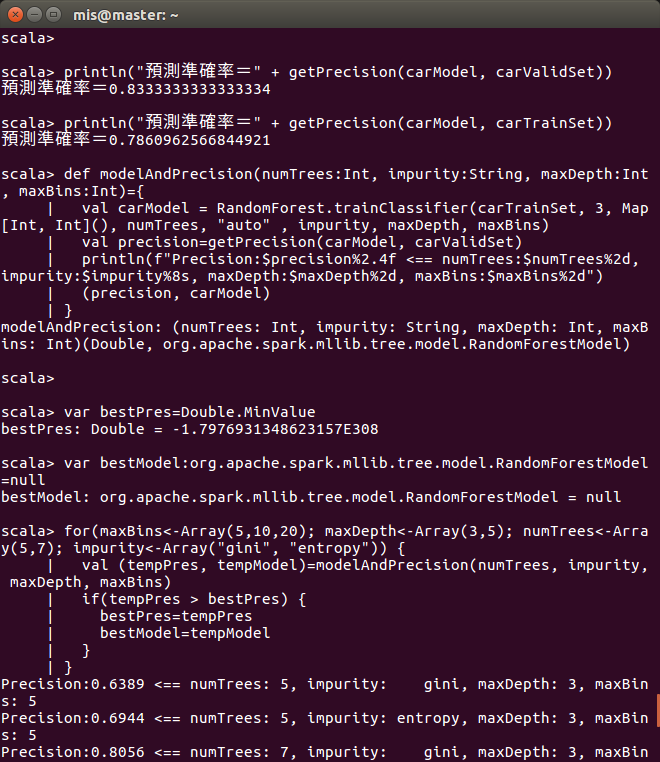 mis@master: ~
scala>
scala> println("預測準確率＝" + getPrecision(carModel, carValidSet))
預測準確率＝0.8333333333333334
scala> println("預測準確率＝" + getPrecision(carModel, carTrainSet))
預測準確率＝0.7860962566844921
scala> def modelAndPrecision(numTrees:Int, impurity:String, maxDepth:Int
, maxBins:Int)={
     |   val carModel = RandomForest.trainClassifier(carTrainSet, 3, Map
[Int, Int](), numTrees, "auto" , impurity, maxDepth, maxBins)
     |   val precision=getPrecision(carModel, carValidSet)
     |   println(f"Precision:$precision%2.4f <== numTrees:$numTrees%2d,
impurity:$impurity%8s, maxDepth:$maxDepth%2d, maxBins:$maxBins%2d")
     |   (precision, carModel)
     | }
modelAndPrecision: (numTrees: Int, impurity: String, maxDepth: Int, maxB
ins: Int)(Double, org.apache.spark.mllib.tree.model.RandomForestModel)
scala>
scala> var bestPres=Double.MinValue
bestPres: Double = -1.7976931348623157E308
scala> var bestModel:org.apache.spark.mllib.tree.model.RandomForestModel
=null
bestModel: org.apache.spark.mllib.tree.model.RandomForestModel = null
scala> for(maxBins<-Array(5,10,20); maxDepth<-Array(3,5); numTrees<-Arra
y(5,7); impurity<-Array("gini", "entropy")) {
     |   val (tempPres, tempModel)=modelAndPrecision(numTrees, impurity,
 maxDepth, maxBins)
     |   if(tempPres > bestPres) {
     |     bestPres=tempPres
     |     bestModel=tempModel
     |   }
     | }
Precision:0.6389 <== numTrees: 5, impurity:    gini, maxDepth: 3, maxBin
s: 5
Precision:0.6944 <== numTrees: 5, impurity: entropy, maxDepth: 3, maxBin
s: 5
Precision:0.8056 <== numTrees: 7, impurity:    gini, maxDepth: 3, maxBin